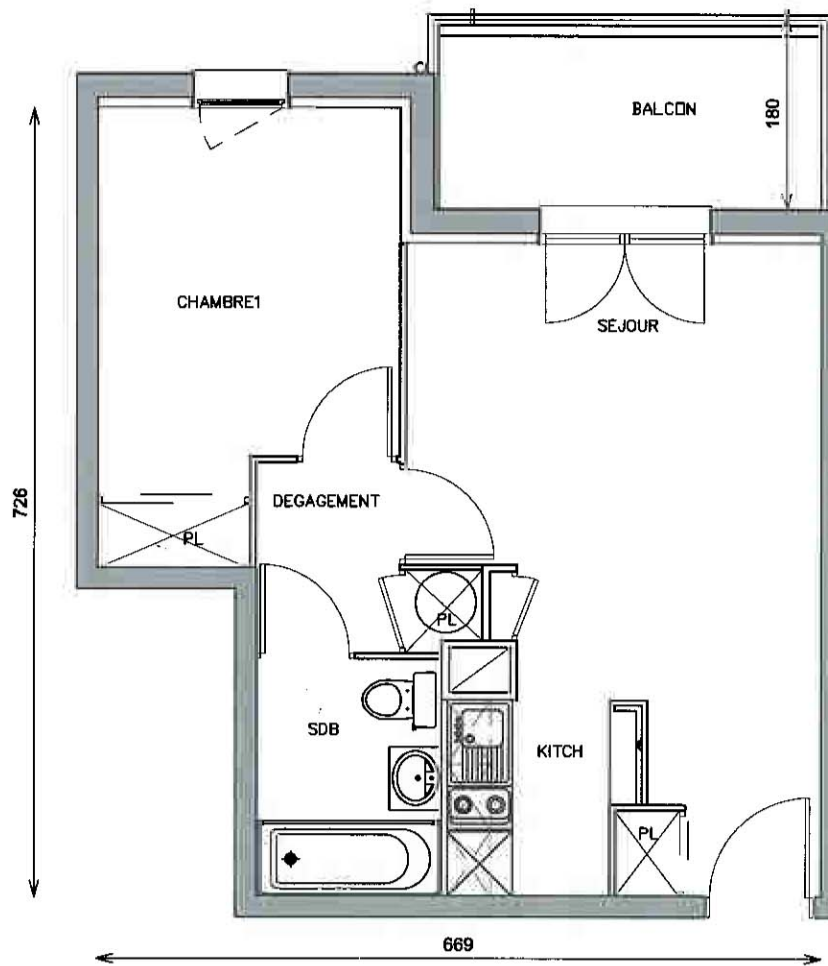 BALCON
180
CHAMBRE1
SEJOUR
726
DEGAGEMENT
PL
PL
SDB
KITCH
PL
669